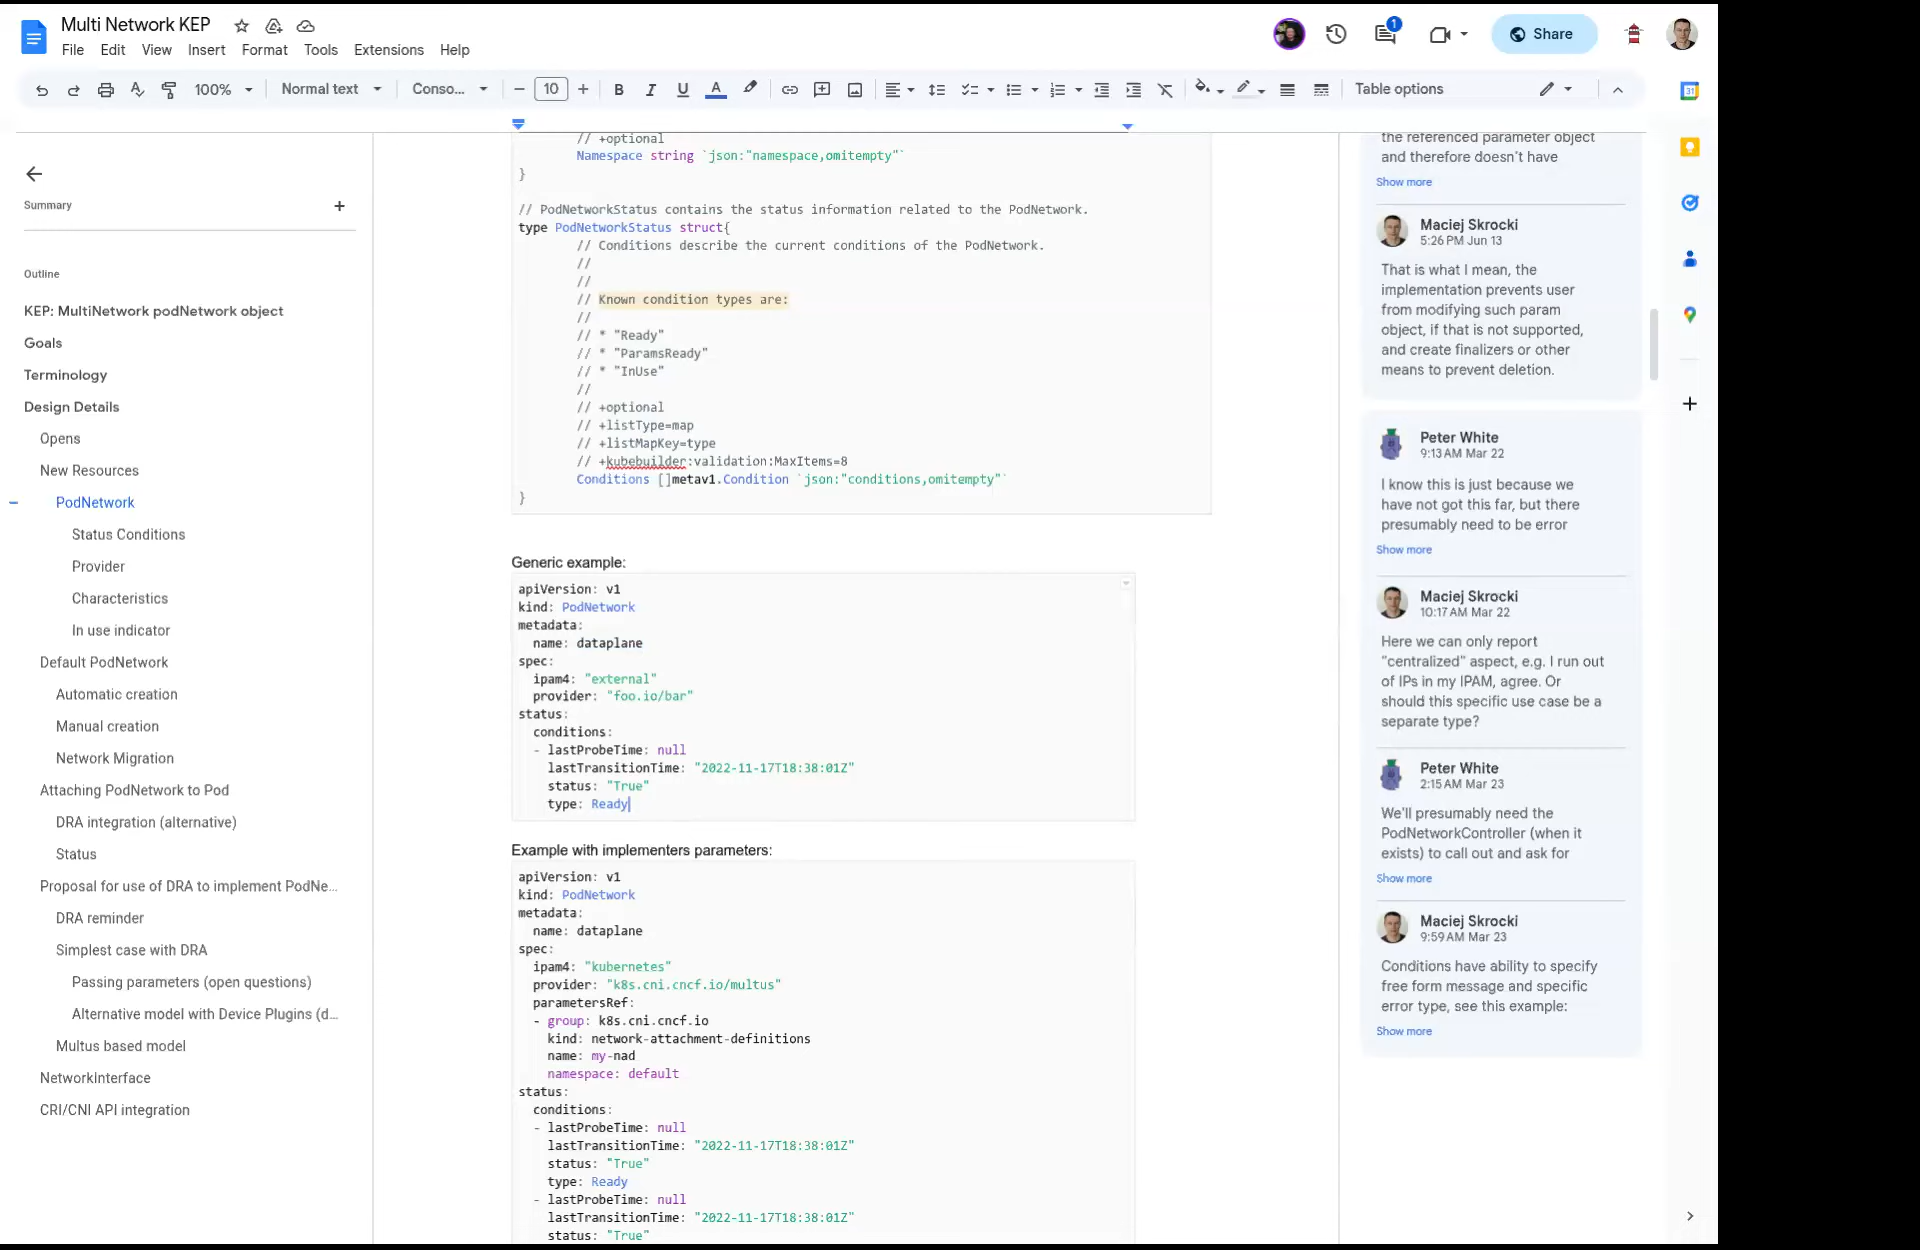 Multi Network KEP
File Edit View Insert Format Tools Extensions Help
1
Share
100% Normal text Conso... 10 B I U A Table options
31
Summary
Outline
KEP: MultiNetwork podNetwork object
Goals
Terminology
Design Details
Opens
New Resources
PodNetwork
Status Conditions
Provider
Characteristics
In use indicator
Default PodNetwork
Automatic creation
Manual creation
Network Migration
Attaching PodNetwork to Pod
DRA integration (alternative)
Status
Proposal for use of DRA to implement PodNe...
DRA reminder
Simplest case with DRA
Passing parameters (open questions)
Alternative model with Device Plugins (d...
Multus based model
NetworkInterface
CRI/CNI API integration
// +optional
Namespace string `json:"namespace,omitempty"`
}
// PodNetworkStatus contains the status information related to the PodNetwork.
type PodNetworkStatus struct{
// Conditions describe the current conditions of the PodNetwork.
//
//
// Known condition types are:
//
// * "Ready"
// * "ParamsReady"
// * "InUse"
//
// +optional
// +listType=map
// +listMapKey=type
// +kubebuilder:validation:MaxItems=8
Conditions []metav1.Condition `json:"conditions,omitempty"`
}
Generic example:
apiVersion: v1
kind: PodNetwork
metadata:
name: dataplane
spec:
ipam4: "external"
provider: "foo.io/bar"
status:
conditions:
- lastProbeTime: null
lastTransitionTime: "2022-11-17T18:38:01Z"
status: "True"
type: Ready
Example with implementers parameters:
apiVersion: v1
kind: PodNetwork
metadata:
name: dataplane
spec:
ipam4: "kubernetes"
provider: "k8s.cni.cncf.io/multus"
parametersRef:
- group: k8s.cni.cncf.io
kind: network-attachment-definitions
name: my-nad
namespace: default
status:
conditions:
- lastProbeTime: null
lastTransitionTime: "2022-11-17T18:38:01Z"
status: "True"
type: Ready
- lastProbeTime: null
lastTransitionTime: "2022-11-17T18:38:01Z"
status: "True"
the referenced parameter object
and therefore doesn't have
Show more
Maciej Skrocki
5:26 PM Jun 13
That is what I mean, the
implementation prevents user
from modifying such param
object, if that is not supported,
and create finalizers or other
means to prevent deletion.
Peter White
9:13 AM Mar 22
I know this is just because we
have not got this far, but there
presumably need to be error
Show more
Maciej Skrocki
10:17 AM Mar 22
Here we can only report
"centralized" aspect, e.g. I run out
of IPs in my IPAM, agree. Or
should this specific use case be a
separate type?
Peter White
2:15 AM Mar 23
We'll presumably need the
PodNetworkController (when it
exists) to call out and ask for
Show more
Maciej Skrocki
9:59 AM Mar 23
Conditions have ability to specify
free form message and specific
error type, see this example:
Show more